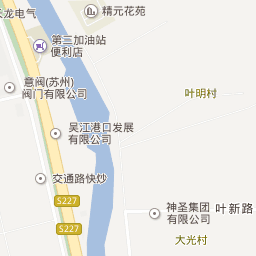 龙电气
精元花苑
第二加油站
便利店
意阀(苏州)
阀门有限公司
叶明村
吴江港口发展
有限公司
交通路快炒
S227
神圣集团
有限公司
叶新路
大光村
S227